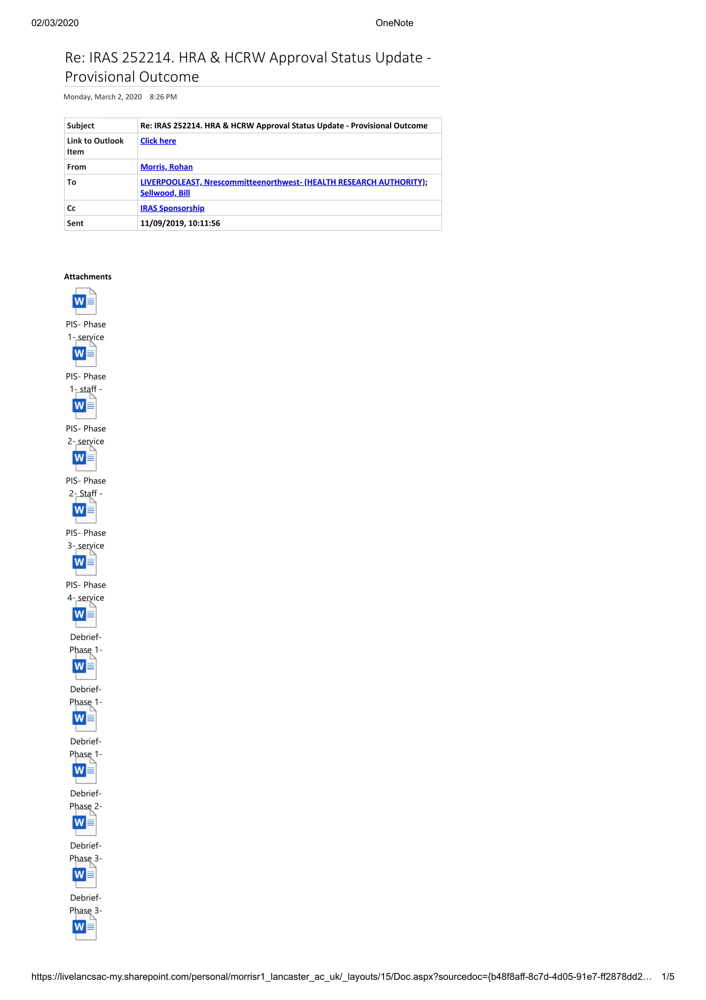 02/03/2020 OneNote
Re: IRAS 252214. HRA & HCRW Approval Status Update -
Provisional Outcome
Monday, March 2, 2020 8:26 PM
Subject Re: IRAS 252214. HRA & HCRW Approval Status Update - Provisional Outcome
Link to Outlook Click here
Item
From Morris, Rohan
To LIVERPOOLEAST, Nrescommitteenorthwest- (HEALTH RESEARCH AUTHORITY);
Sellwood, Bill
Cc IRAS Sponsorship
Sent 11/09/2019, 10:11:56
Attachments
W
PIS- Phase
1- service
W
PIS- Phase
1- staff -
W
PIS- Phase
2- service
W
PIS- Phase
2- Staff -
W
PIS- Phase
3- service
W
PIS- Phase
4- service
W
Debrief-
Phase 1-
W
Debrief-
Phase 1-
W
Debrief-
Phase 1-
W
Debrief-
Phase 2-
W
Debrief-
Phase 3-
W
Debrief-
Phase 3-
W
https://livelancsac-my.sharepoint.com/personal/morrisr1_lancaster_ac_uk/_layouts/15/Doc.aspx?sourcedoc={b48f8aff-8c7d-4d05-91e7-ff2878dd2… 1/5